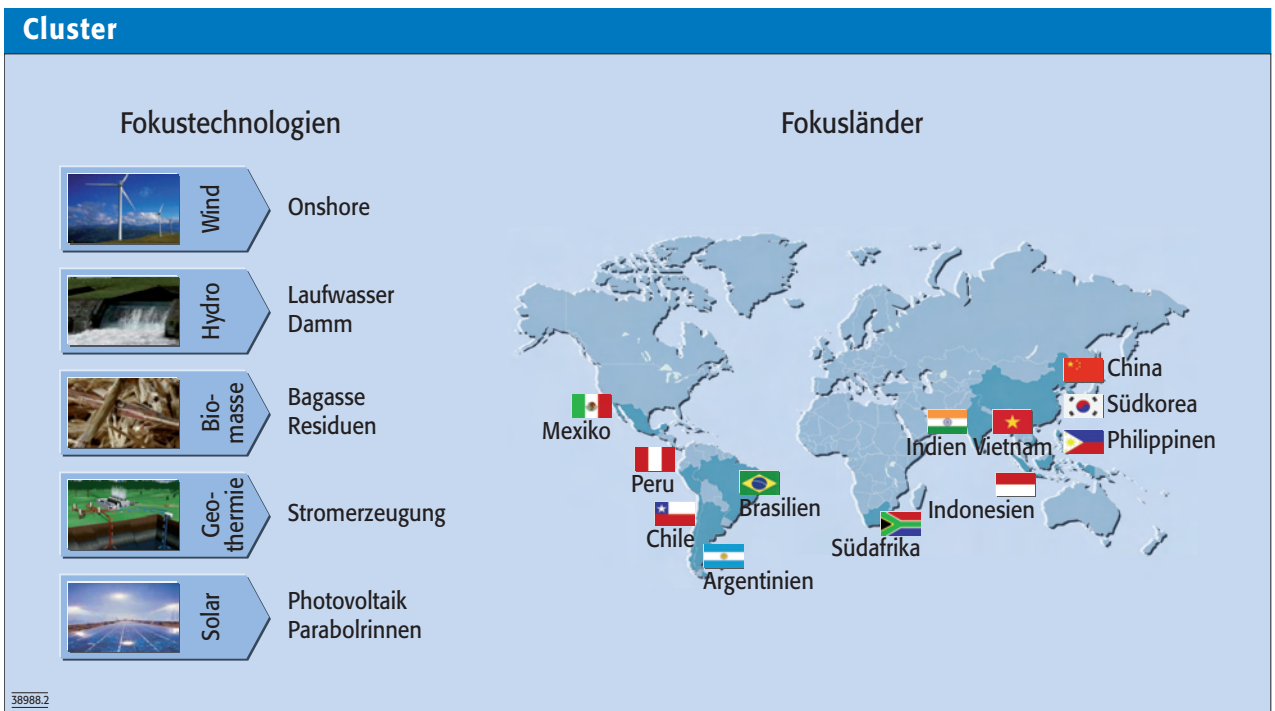 Cluster
Fokustechnologien
Wind
Onshore
Hydro
Laufwasser
Damm
Bio-
masse
Bagasse
Residuen
Geo-
thermie
Stromerzeugung
Solar
Photovoltaik
Parabolrinnen
Fokusländer
China
Südkorea
Philippinen
Mexiko
Indien Vietnam
Peru
Brasilien
Indonesien
Chile
Südafrika
Argentinien
38988.2